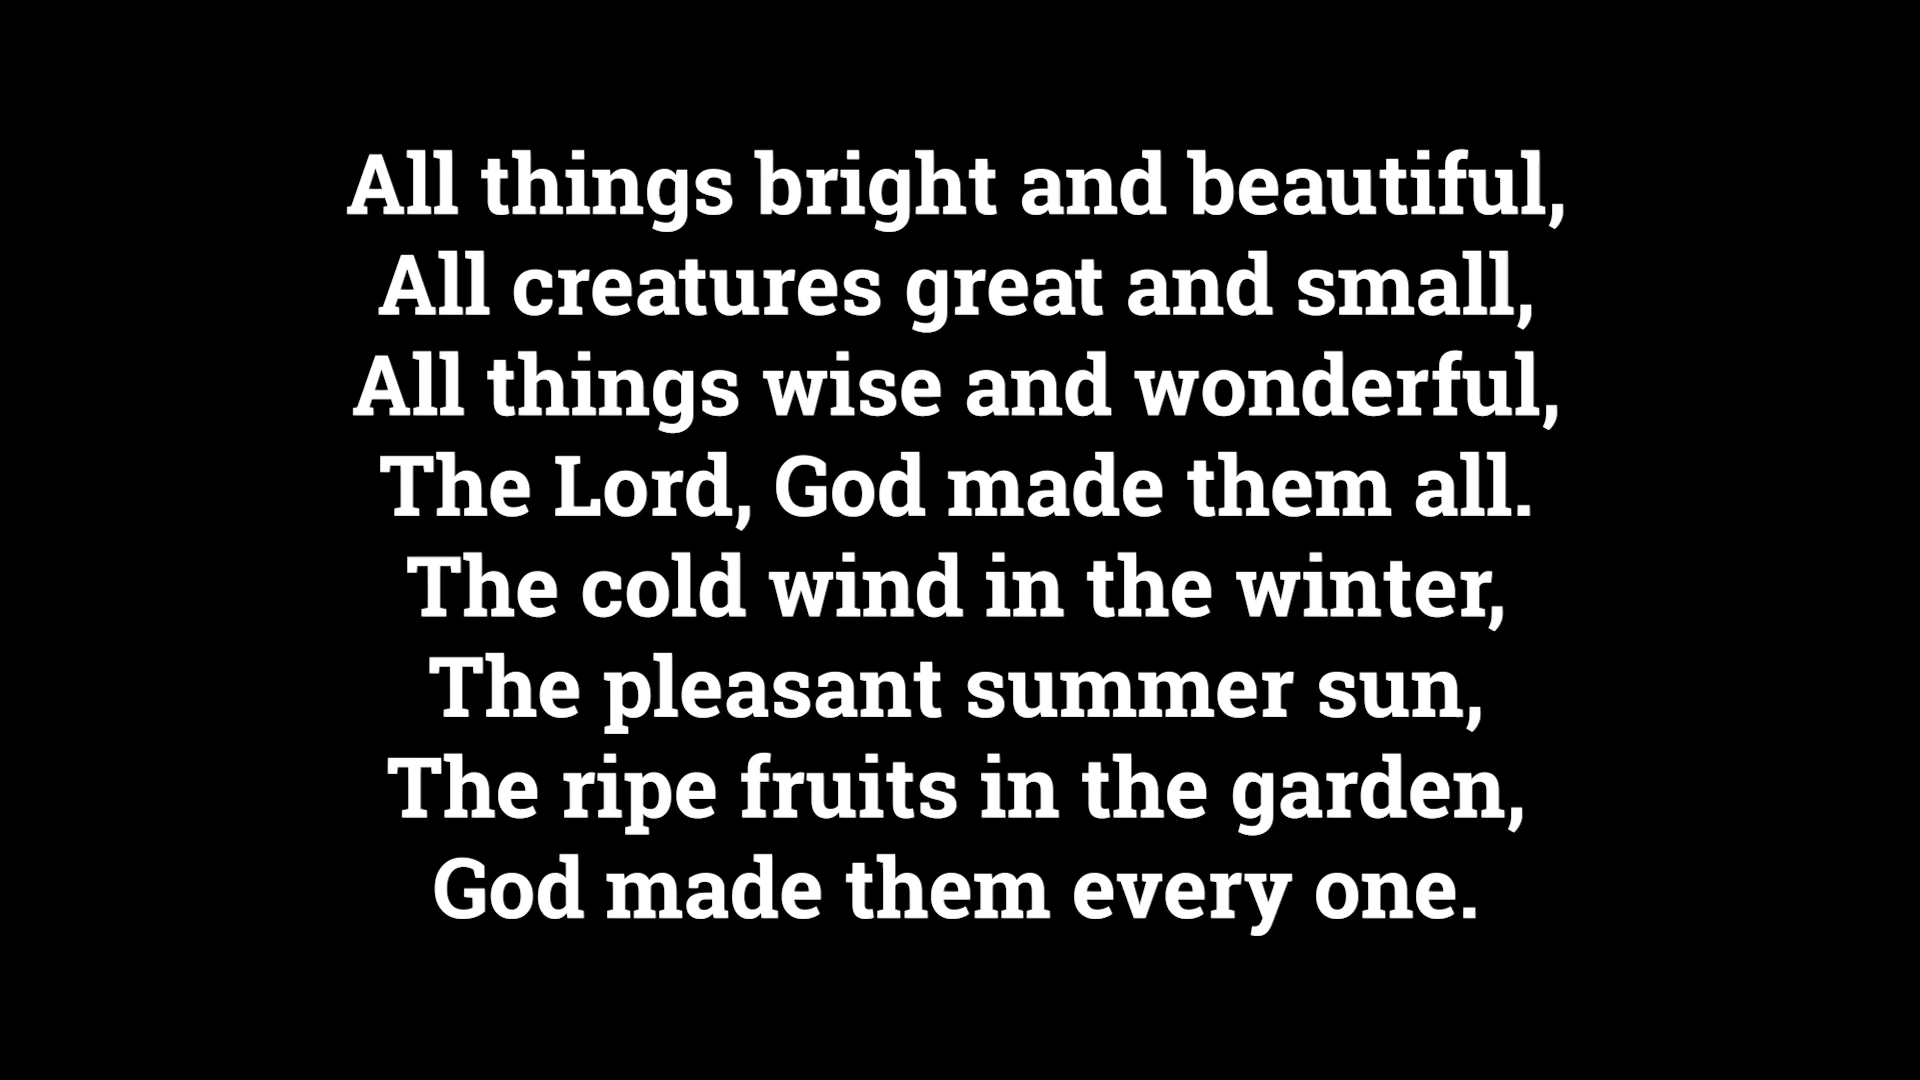 All things bright and beautiful,
All creatures great and small,
All things wise and wonderful,
The Lord, God made them all.
The cold wind in the winter,
The pleasant summer sun,
The ripe fruits in the garden,
God made them every one.